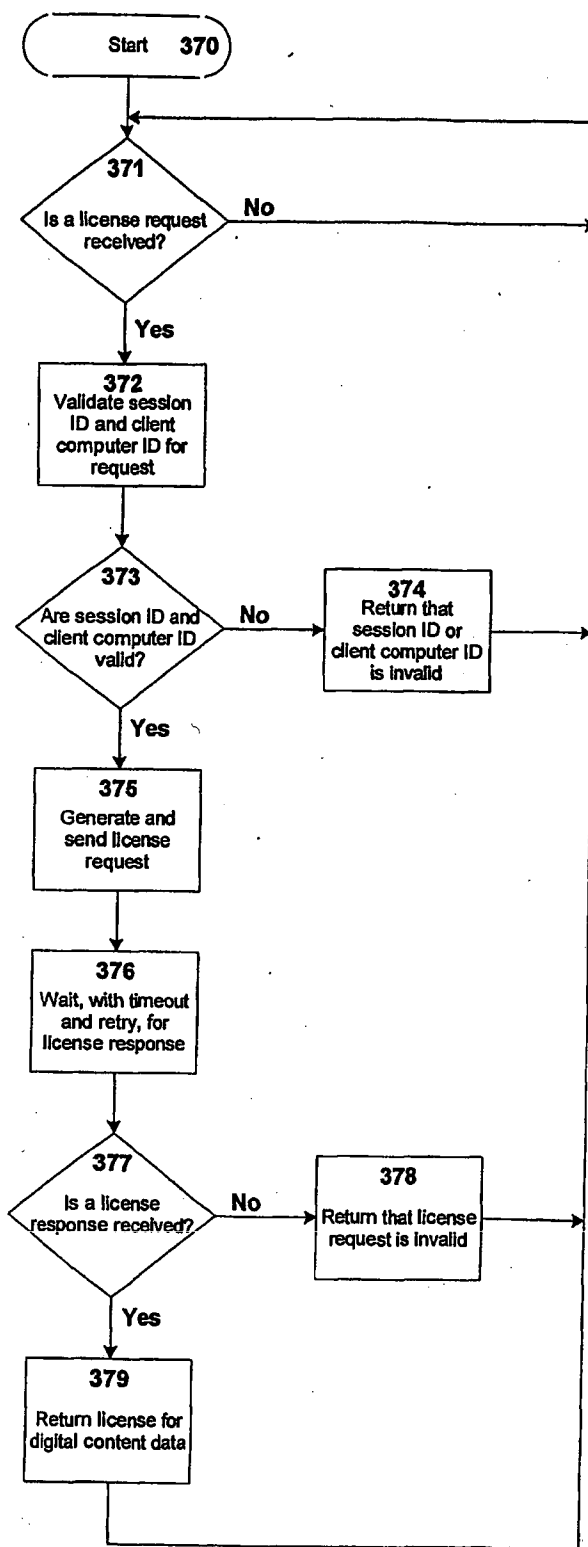 Start 370
371
Is a license request
received?
No
Yes
372
Validate session
ID and client
computer ID for
request
373
Are session ID and
client computer ID
valid?
No
374
Return that
session ID or
client computer ID
is invalid
Yes
375
Generate and
send license
request
376
Wait, with timeout
and retry, for
license response
377
Is a license
response received?
No
378
Return that license
request is invalid
Yes
379
Return license for
digital content data